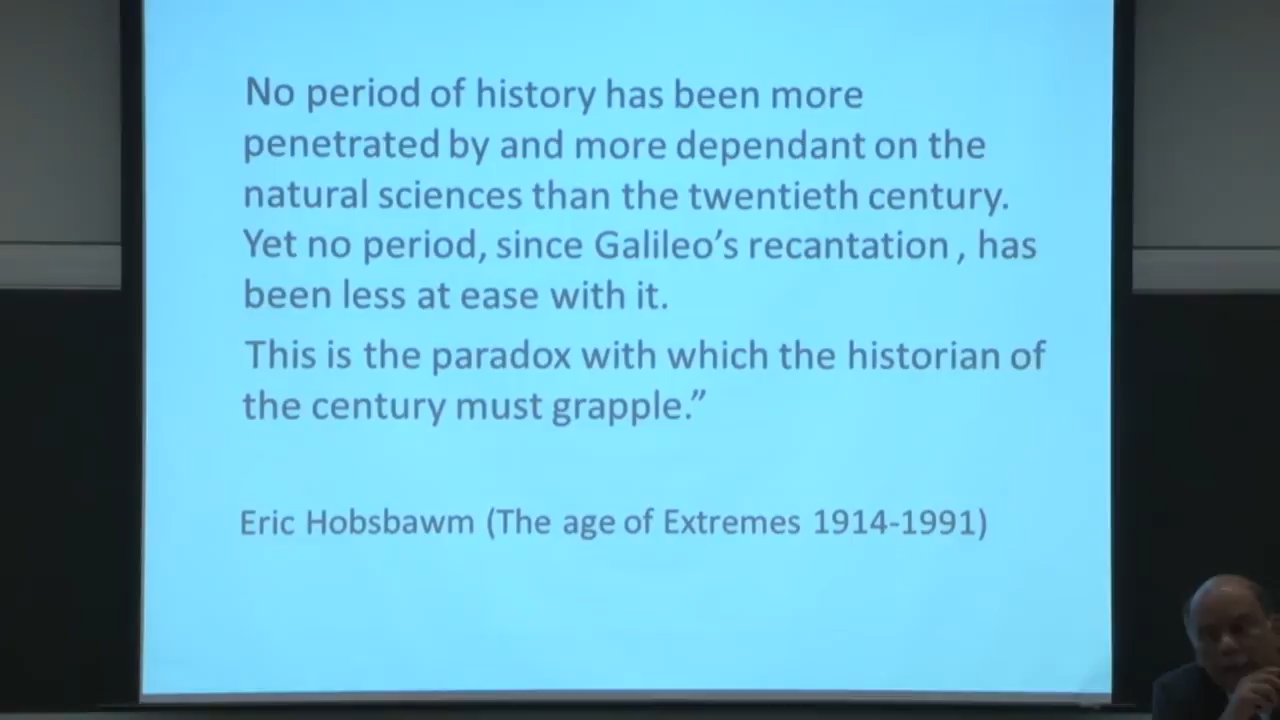 No period of history has been more
penetrated by and more dependant on the
natural sciences than the twentieth century.
Yet no period, since Galileo’s recantation , has
been less at ease with it.
This is the paradox with which the historian of
the century must grapple.”
Eric Hobsbawm (The age of Extremes 1914-1991)